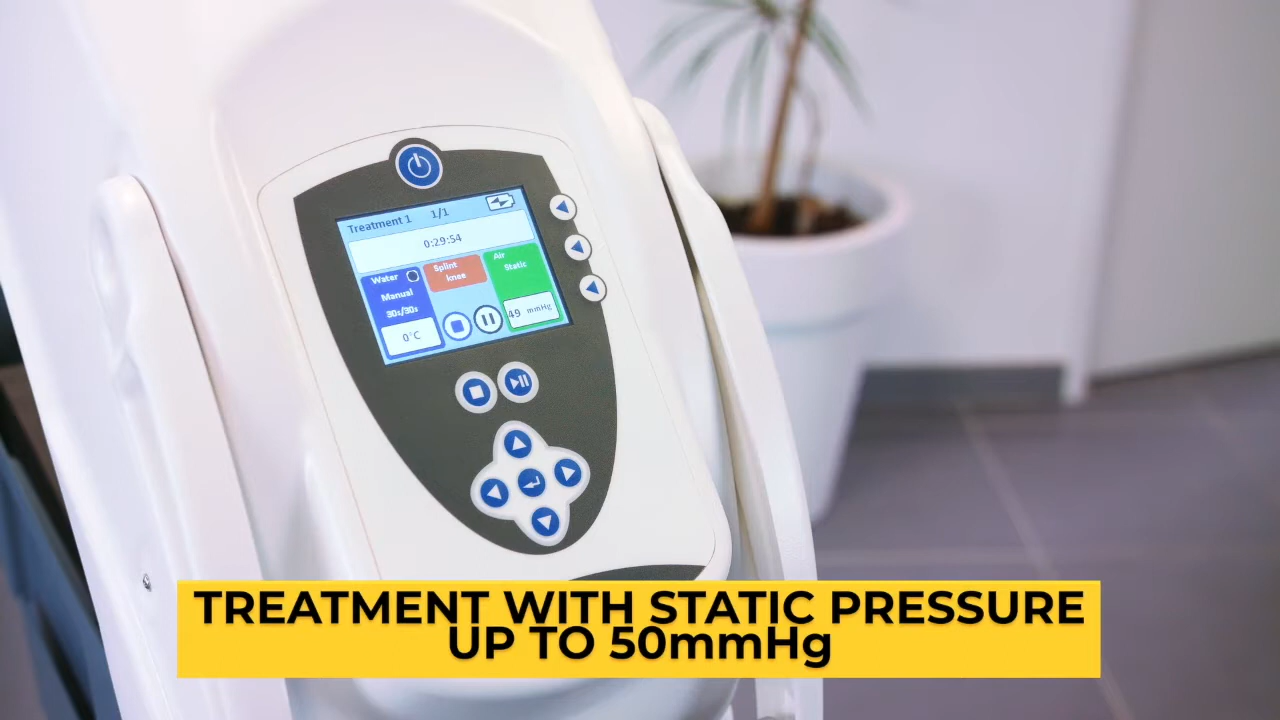 Treatment 1 1/1
0:29:54
Water
Manual
30s/30s
0°C
Splint
knee
Air
Static
49 mmHg
TREATMENT WITH STATIC PRESSURE
UP TO 50mmHg